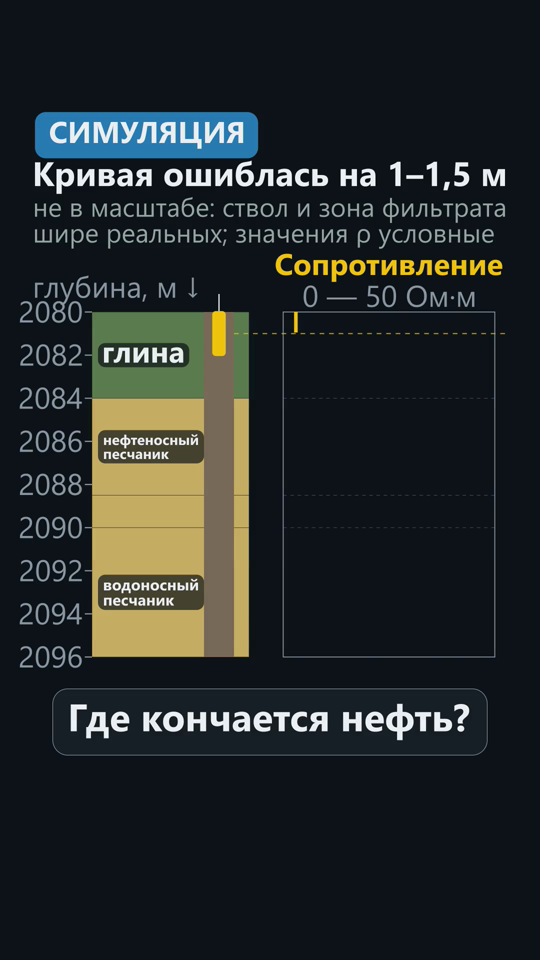 СИМУЛЯЦИЯ
Кривая ошиблась на 1–1,5 м
не в масштабе: ствол и зона фильтрата
шире реальных; значения ρ условные
Сопротивление
глубина, м ↓
0 — 50 Ом·м
2080
2082
глина
2084
2086
нефтеносный
песчаник
2088
2090
2092
водоносный
песчаник
2094
2096
Где кончается нефть?